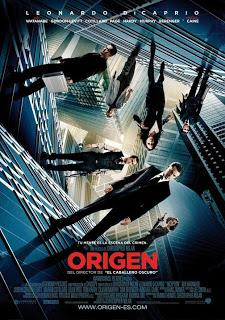 LEONARDO DiCAPRIO
WATANABE GORDON-LEVITT COTILLARD PAGE HARDY MURPHY BERENGER Y CAINE
TU MENTE ES LA ESCENA DEL CRIMEN.
ORIGEN
DEL DIRECTOR DE "EL CABALLERO OSCURO"
WWW.ORIGEN-ES.COM